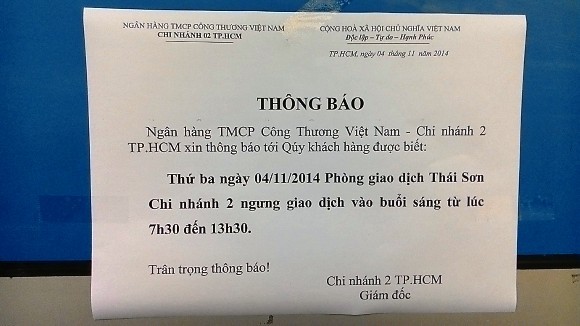 NGÂN HÀNG TMCP CÔNG THƯƠNG VIỆT NAM
CHI NHÁNH 02 TP.HCM
CỘNG HOÀ XÃ HỘI CHỦ NGHĨA VIỆT NAM
Độc lập – Tự do – Hạnh Phúc
TP.HCM, ngày 04 tháng 11 năm 2014
THÔNG BÁO
Ngân hàng TMCP Công Thương Việt Nam - Chi nhánh 2
TP.HCM xin thông báo tới Qúy khách hàng được biết:
Thứ ba ngày 04/11/2014 Phòng giao dịch Thái Sơn
Chi nhánh 2 ngưng giao dịch vào buổi sáng từ lúc
7h30 đến 13h30.
Trân trọng thông báo!
Chi nhánh 2 TP.HCM
Giám đốc